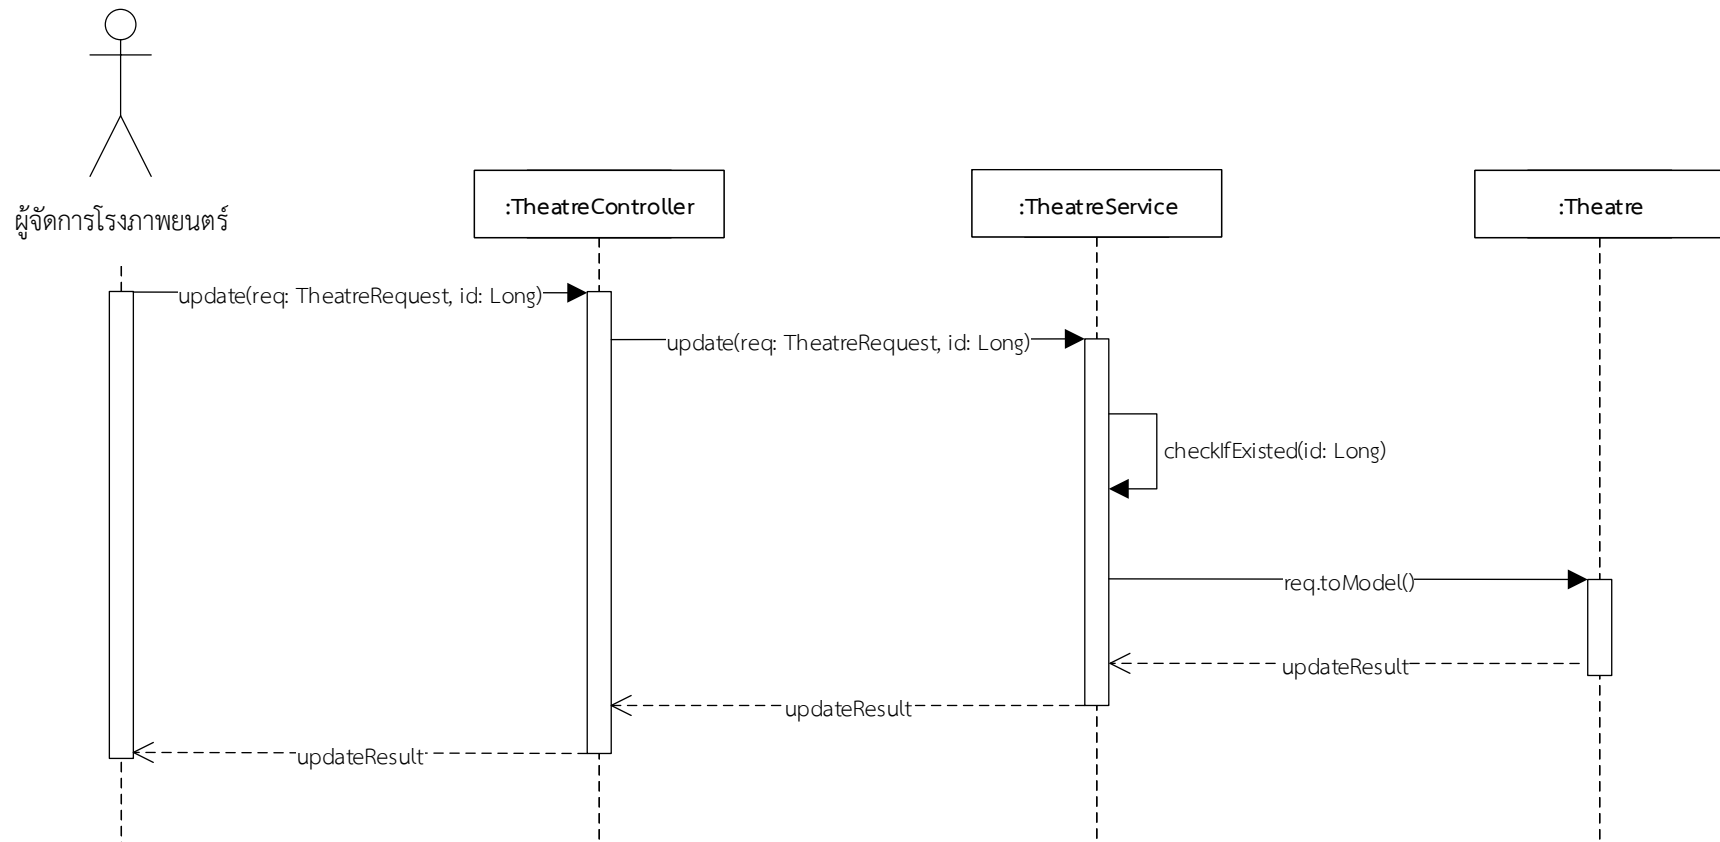 ผู้จัดการโรงภาพยนตร์
:TheatreController
:TheatreService
:Theatre
update(req: TheatreRequest, id: Long)
update(req: TheatreRequest, id: Long)
checkIfExisted(id: Long)
req.toModel()
updateResult
updateResult
updateResult